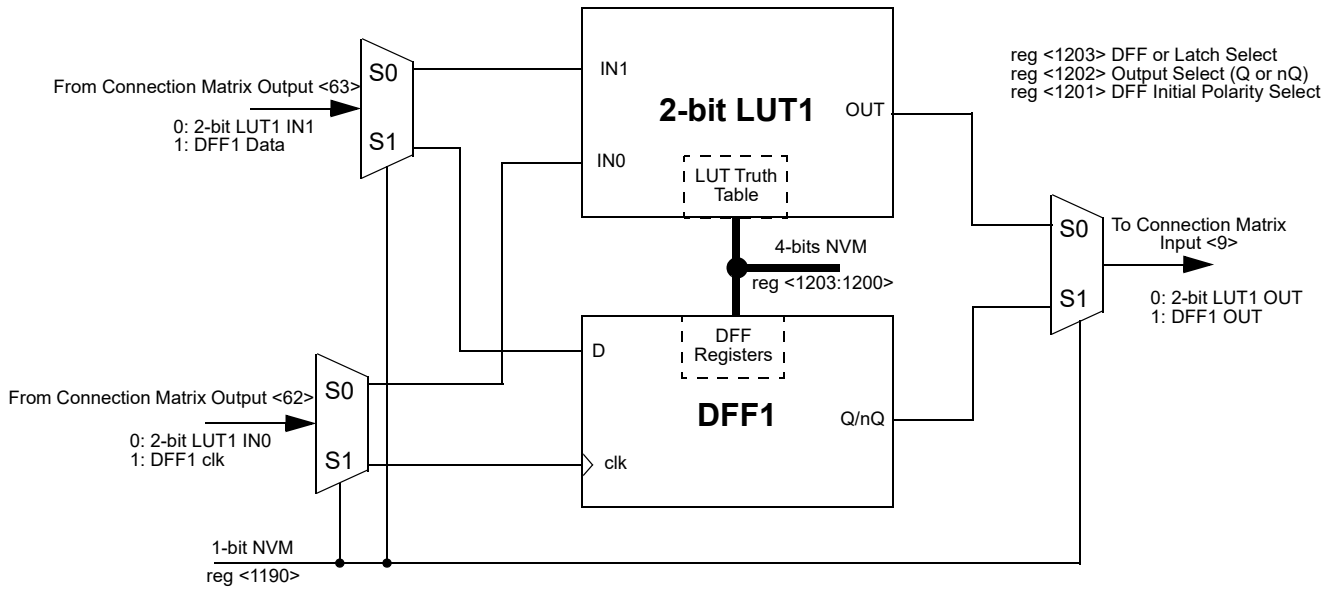 From Connection Matrix Output <63>
0: 2-bit LUT1 IN1
1: DFF1 Data
S0
S1
IN1
IN0
2-bit LUT1
OUT
LUT Truth
Table
reg <1203> DFF or Latch Select
reg <1202> Output Select (Q or nQ)
reg <1201> DFF Initial Polarity Select
4-bits NVM
reg <1203:1200>
S0
S1
To Connection Matrix
Input <9>
0: 2-bit LUT1 OUT
1: DFF1 OUT
From Connection Matrix Output <62>
0: 2-bit LUT1 IN0
1: DFF1 clk
S0
S1
D
clk
DFF
Registers
DFF1
Q/nQ
1-bit NVM
reg <1190>